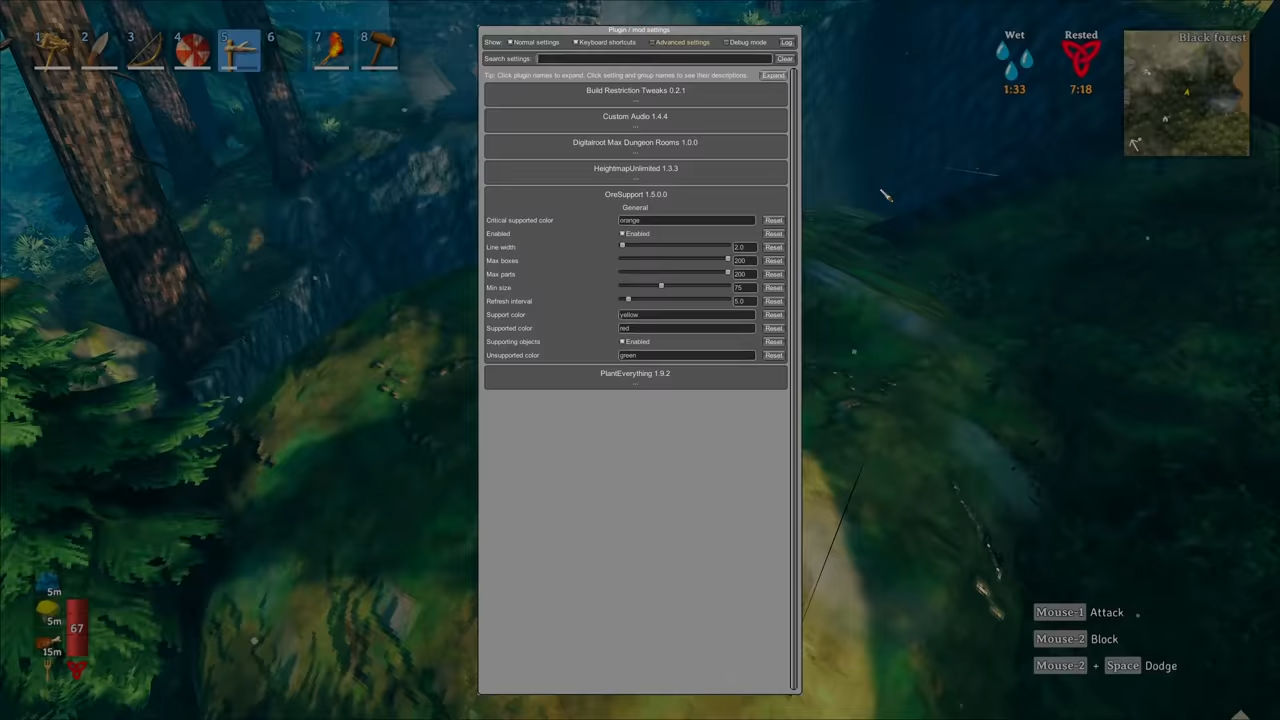 Plugin / mod settings
Show: Normal settings Keyboard shortcuts Advanced settings Debug mode Log
Search settings: Clear
Tip: Click plugin names to expand. Click setting and group names to see their descriptions. Expand
Build Restriction Tweaks 0.2.1
...
Custom Audio 1.4.4
...
Digitalroot Max Dungeon Rooms 1.0.0
...
HeightmapUnlimited 1.3.3
...
OreSupport 1.5.0.0
General
Critical supported color orange Reset
Enabled Enabled Reset
Line width 2.0 Reset
Max boxes 200 Reset
Max parts 200 Reset
Min size 75 Reset
Refresh interval 5.0 Reset
Support color yellow Reset
Supported color red Reset
Supporting objects Enabled Reset
Unsupported color green Reset
PlantEverything 1.9.2
...
1 2 3 4 5 6 7 8
Wet Rested
1:33 7:18
Black forest
5m
5m
67
15m
Mouse-1 Attack
Mouse-2 Block
Mouse-2 + Space Dodge